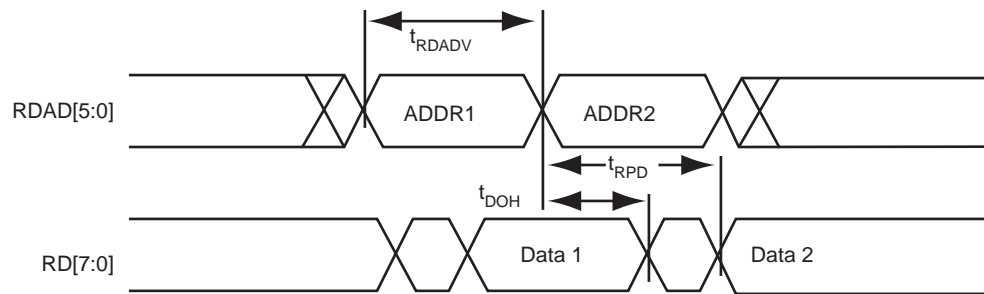 tRDADV
RDAD[5:0]
ADDR1
ADDR2
tRPD
tDOH
RD[7:0]
Data 1
Data 2